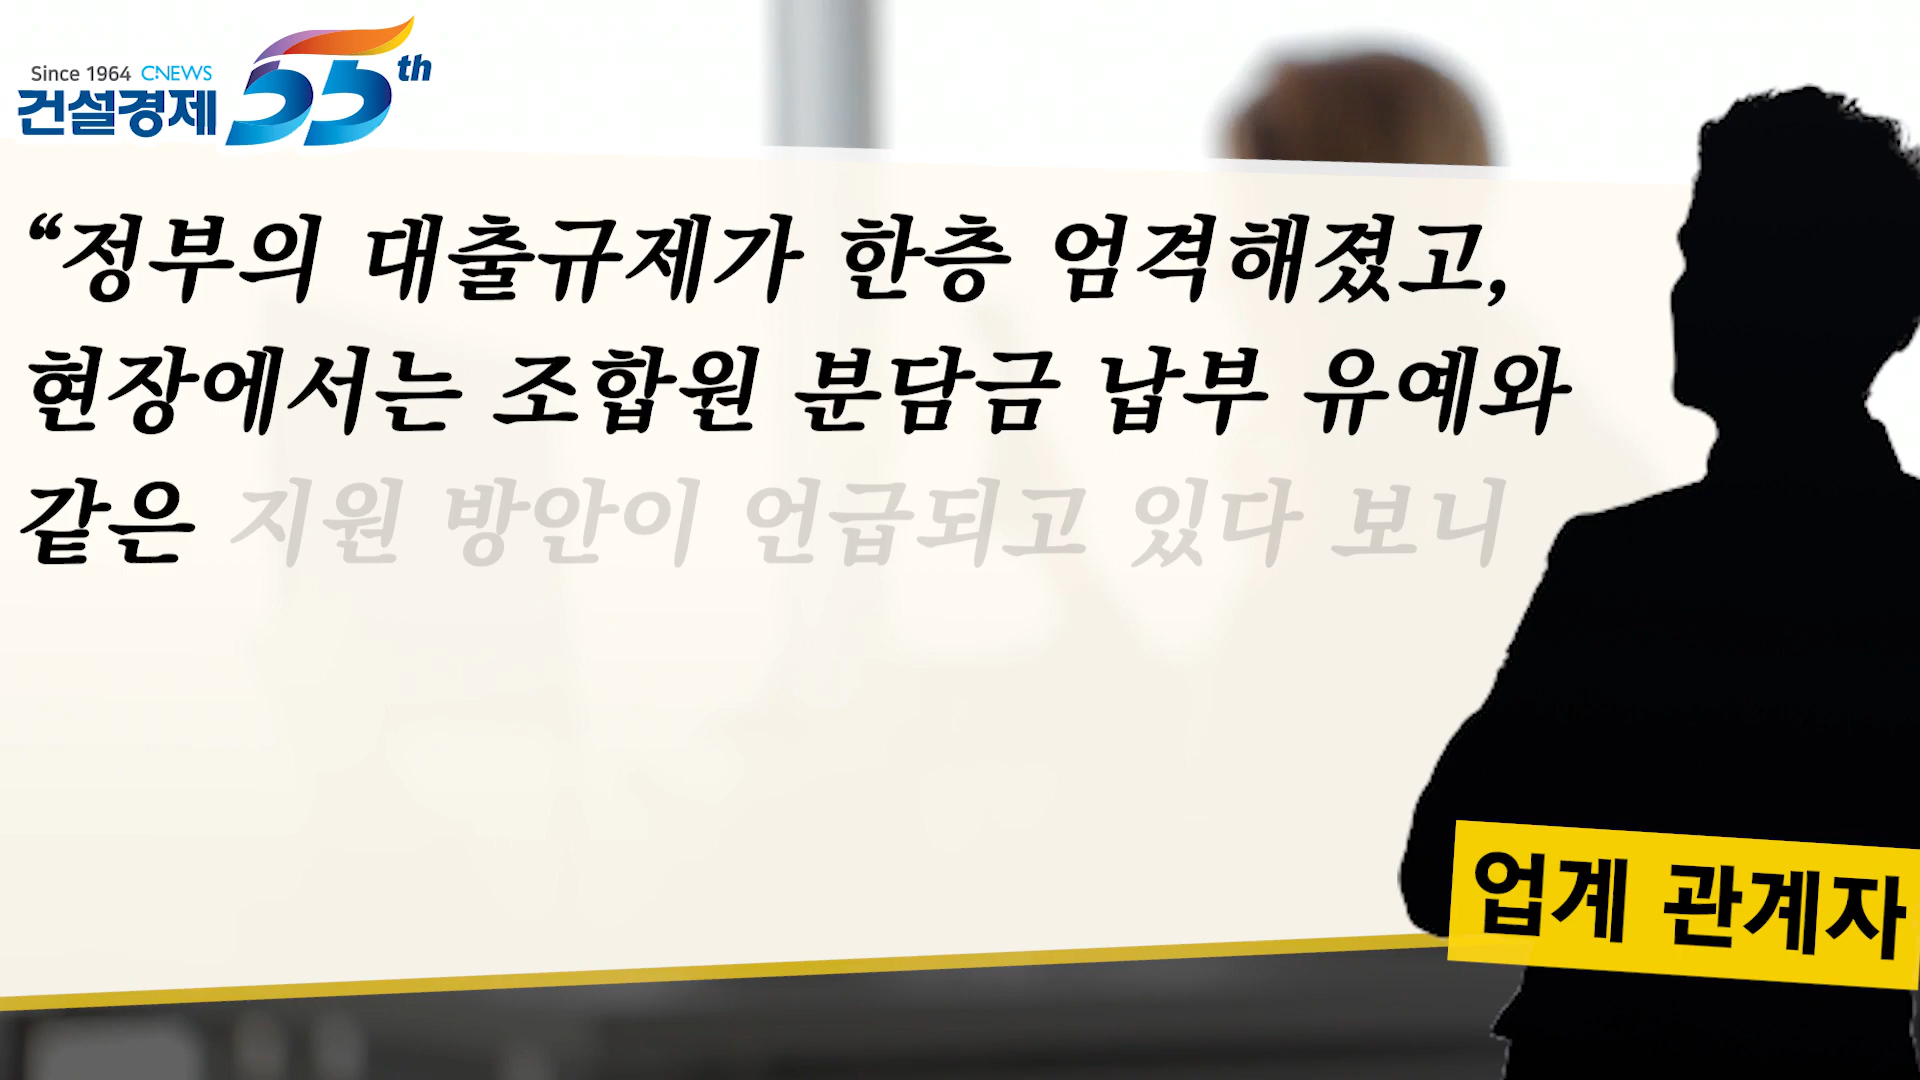 Since 1964 CNEWS
건설경제 55th
“정부의 대출규제가 한층 엄격해졌고,
현장에서는 조합원 분담금 납부 유예와
같은 지원 방안이 언급되고 있다 보니
업계 관계자